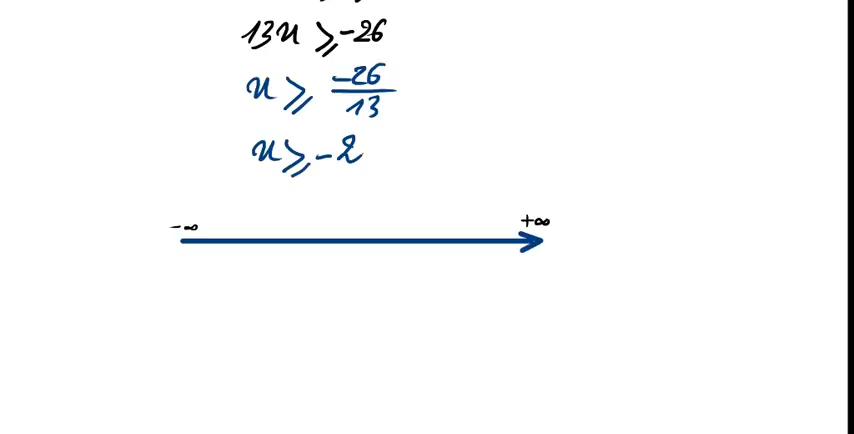 13x ⩾ -26
x ⩾ -26/13
x ⩾ -2
-∞ +∞